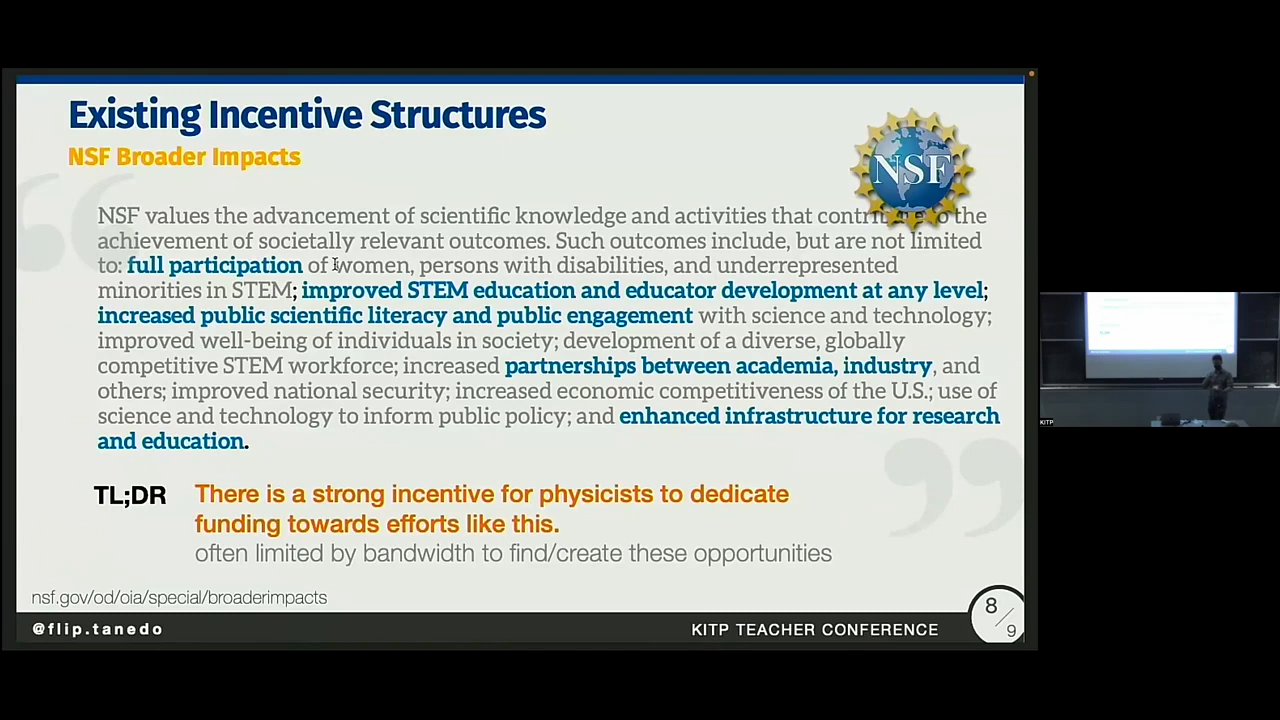 Existing Incentive Structures
NSF Broader Impacts
NSF
NSF values the advancement of scientific knowledge and activities that contribute to the
achievement of societally relevant outcomes. Such outcomes include, but are not limited
to: full participation of women, persons with disabilities, and underrepresented
minorities in STEM; improved STEM education and educator development at any level;
increased public scientific literacy and public engagement with science and technology;
improved well-being of individuals in society; development of a diverse, globally
competitive STEM workforce; increased partnerships between academia, industry, and
others; improved national security; increased economic competitiveness of the U.S.; use of
science and technology to inform public policy; and enhanced infrastructure for research
and education.
TL;DR There is a strong incentive for physicists to dedicate
funding towards efforts like this.
often limited by bandwidth to find/create these opportunities
nsf.gov/od/oia/special/broaderimpacts
@flip.tanedo
KITP TEACHER CONFERENCE
8/9
KITP